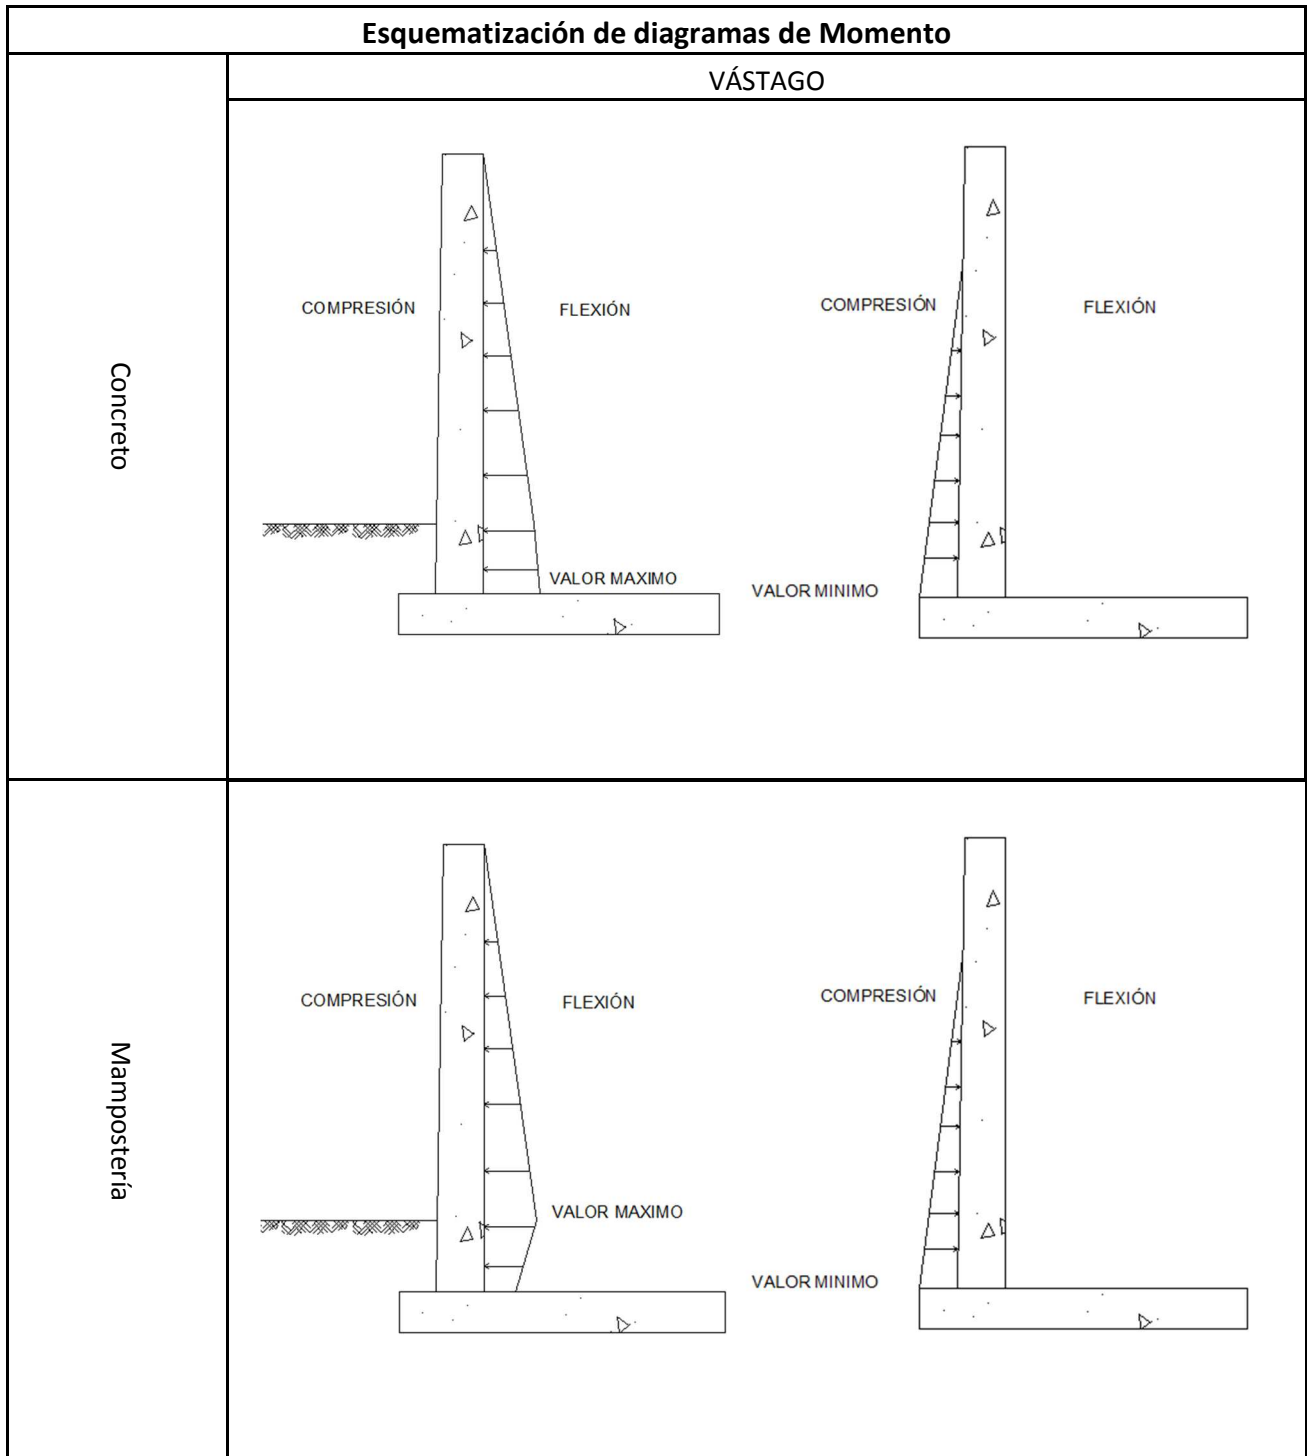 Esquematización de diagramas de Momento
VÁSTAGO
Concreto
COMPRESIÓN
FLEXIÓN
VALOR MAXIMO
COMPRESIÓN
FLEXIÓN
VALOR MINIMO
Mampostería
COMPRESIÓN
FLEXIÓN
VALOR MAXIMO
COMPRESIÓN
FLEXIÓN
VALOR MINIMO